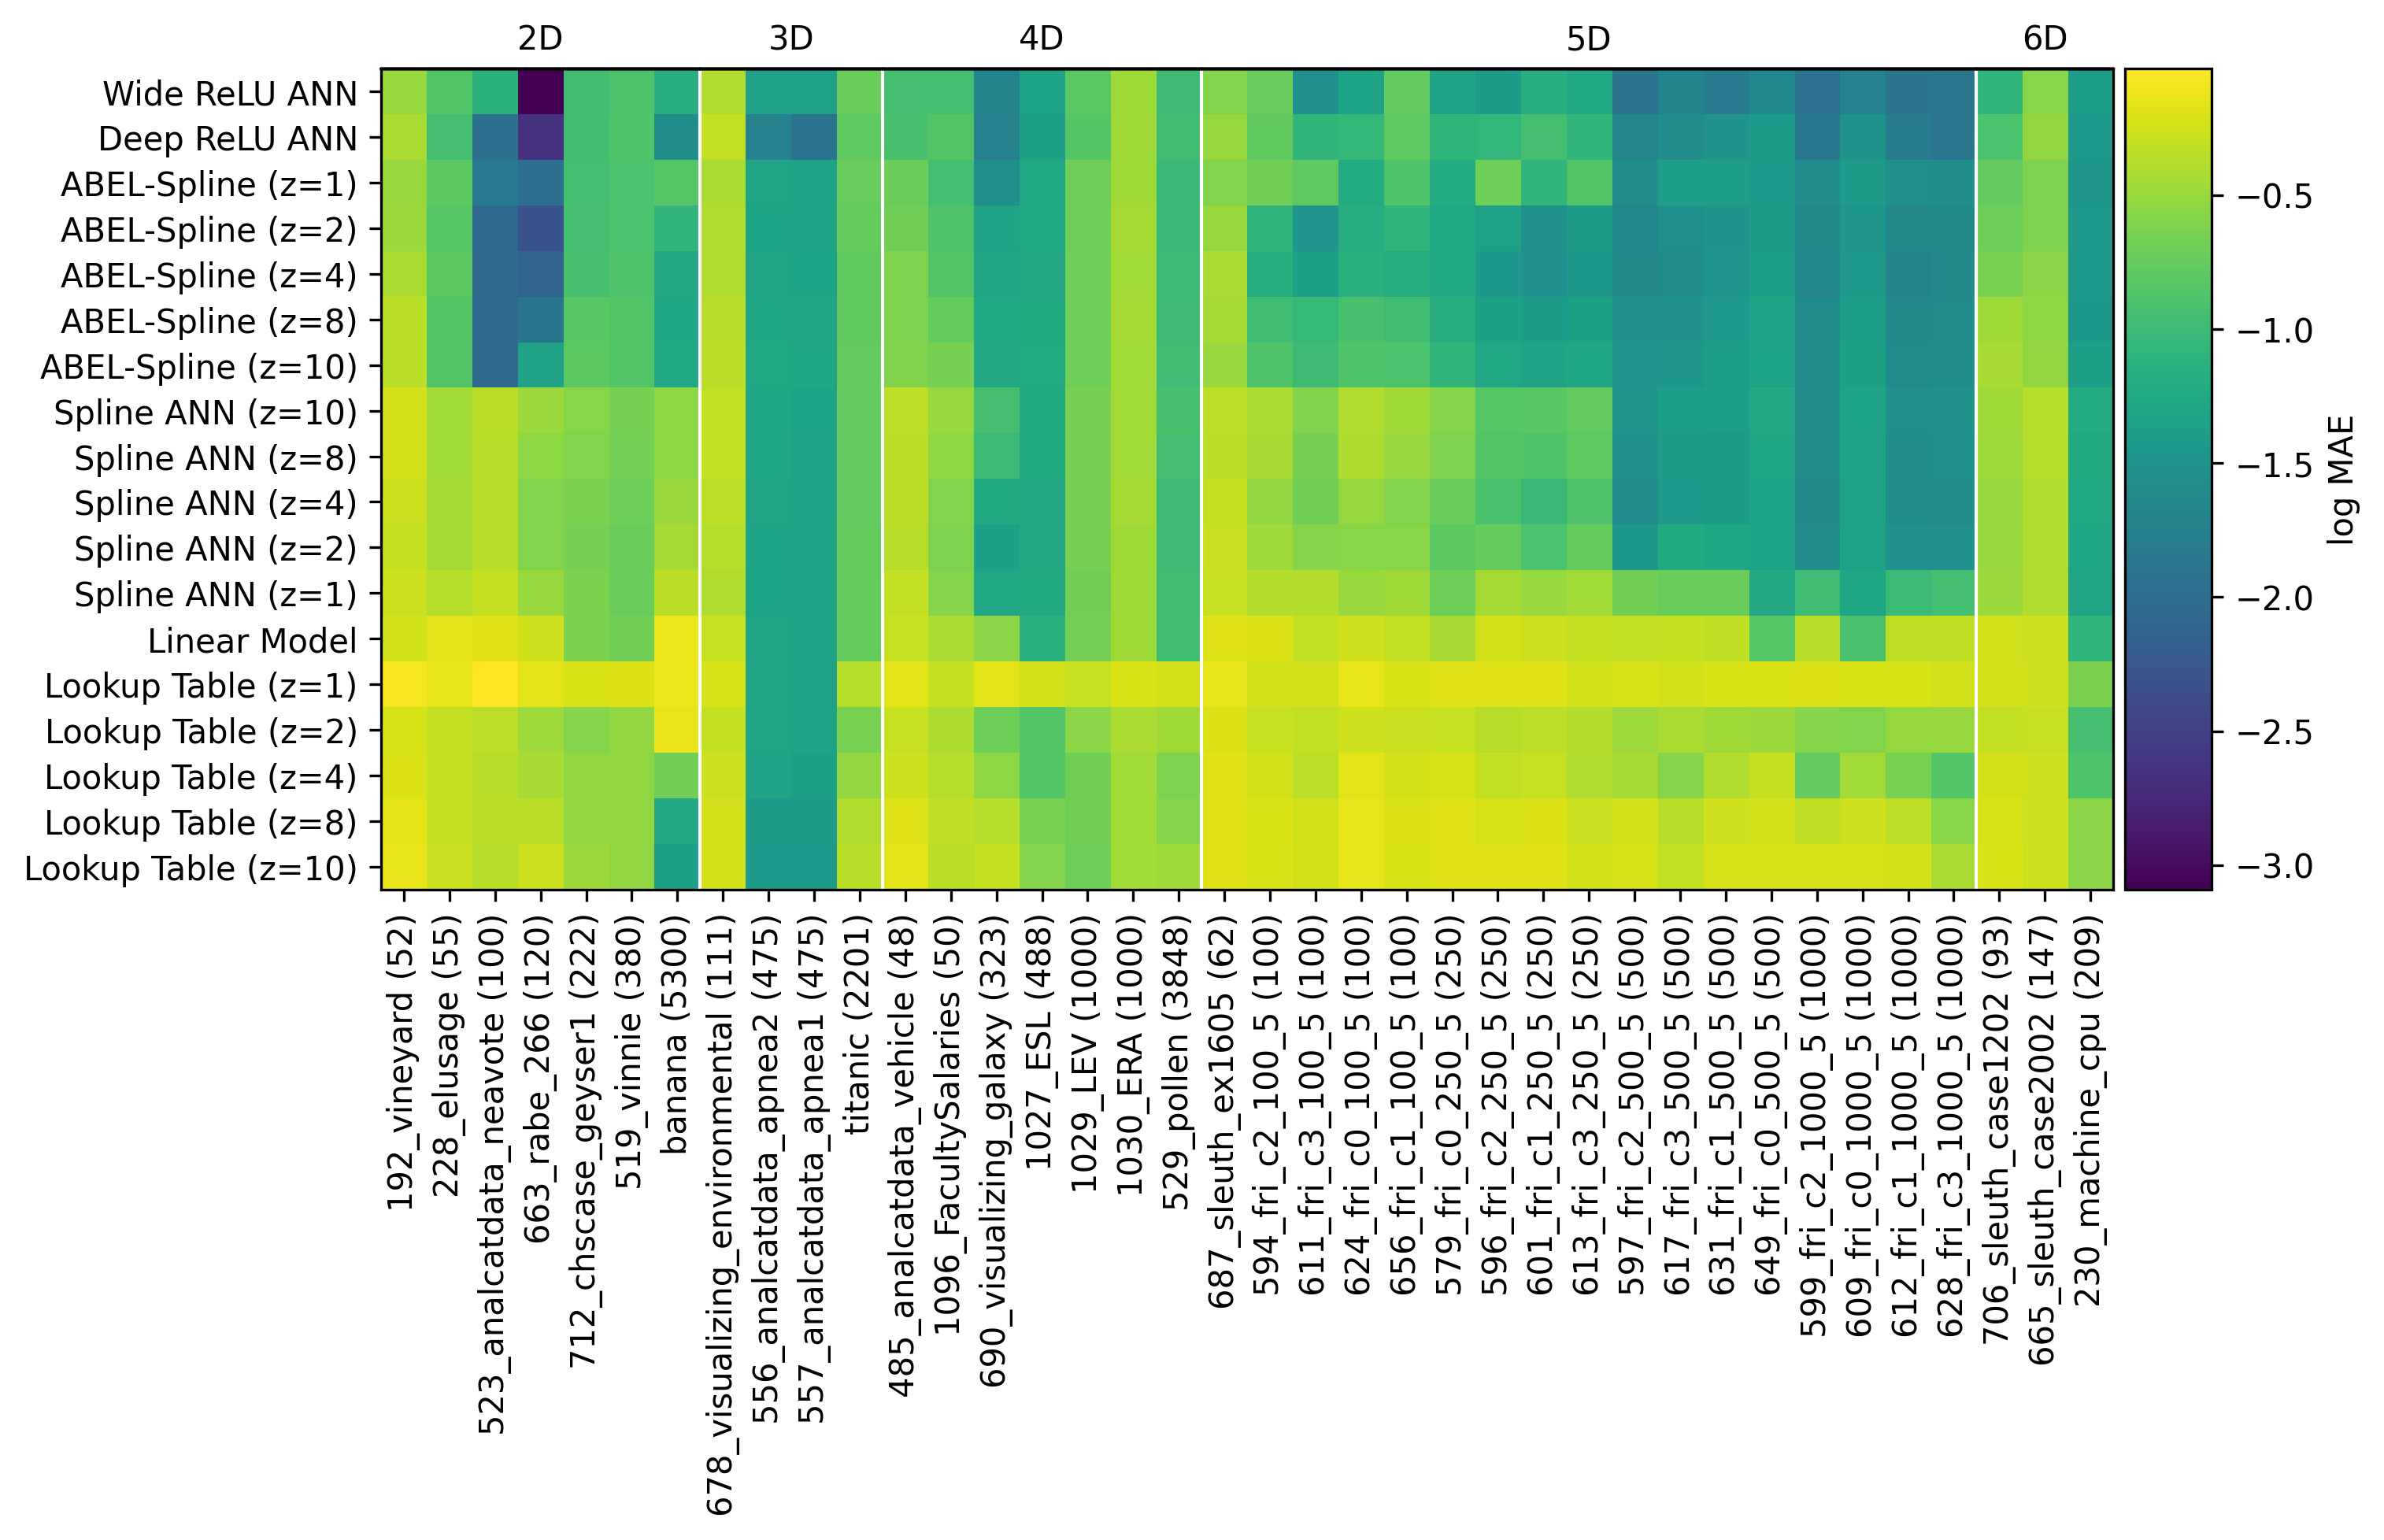 2D 3D 4D 5D 6D
Wide ReLU ANN
Deep ReLU ANN
ABEL-Spline (z=1)
ABEL-Spline (z=2)
ABEL-Spline (z=4)
ABEL-Spline (z=8)
ABEL-Spline (z=10)
Spline ANN (z=10)
Spline ANN (z=8)
Spline ANN (z=4)
Spline ANN (z=2)
Spline ANN (z=1)
Linear Model
Lookup Table (z=1)
Lookup Table (z=2)
Lookup Table (z=4)
Lookup Table (z=8)
Lookup Table (z=10)
192_vineyard (52)
228_elusage (55)
523_analcatdata_neavote (100)
663_rabe_266 (120)
712_chscase_geyser1 (222)
519_vinnie (380)
banana (5300)
678_visualizing_environmental (111)
556_analcatdata_apnea2 (475)
557_analcatdata_apnea1 (475)
titanic (2201)
485_analcatdata_vehicle (48)
1096_FacultySalaries (50)
690_visualizing_galaxy (323)
1027_ESL (488)
1029_LEV (1000)
1030_ERA (1000)
529_pollen (3848)
687_sleuth_ex1605 (62)
594_fri_c2_100_5 (100)
611_fri_c3_100_5 (100)
624_fri_c0_100_5 (100)
656_fri_c1_100_5 (100)
579_fri_c0_250_5 (250)
596_fri_c2_250_5 (250)
601_fri_c1_250_5 (250)
613_fri_c3_250_5 (250)
597_fri_c2_500_5 (500)
617_fri_c3_500_5 (500)
631_fri_c1_500_5 (500)
649_fri_c0_500_5 (500)
599_fri_c2_1000_5 (1000)
609_fri_c0_1000_5 (1000)
612_fri_c1_1000_5 (1000)
628_fri_c3_1000_5 (1000)
706_sleuth_case1202 (93)
665_sleuth_case2002 (147)
230_machine_cpu (209)
−0.5
−1.0
−1.5
−2.0
−2.5
−3.0
log MAE